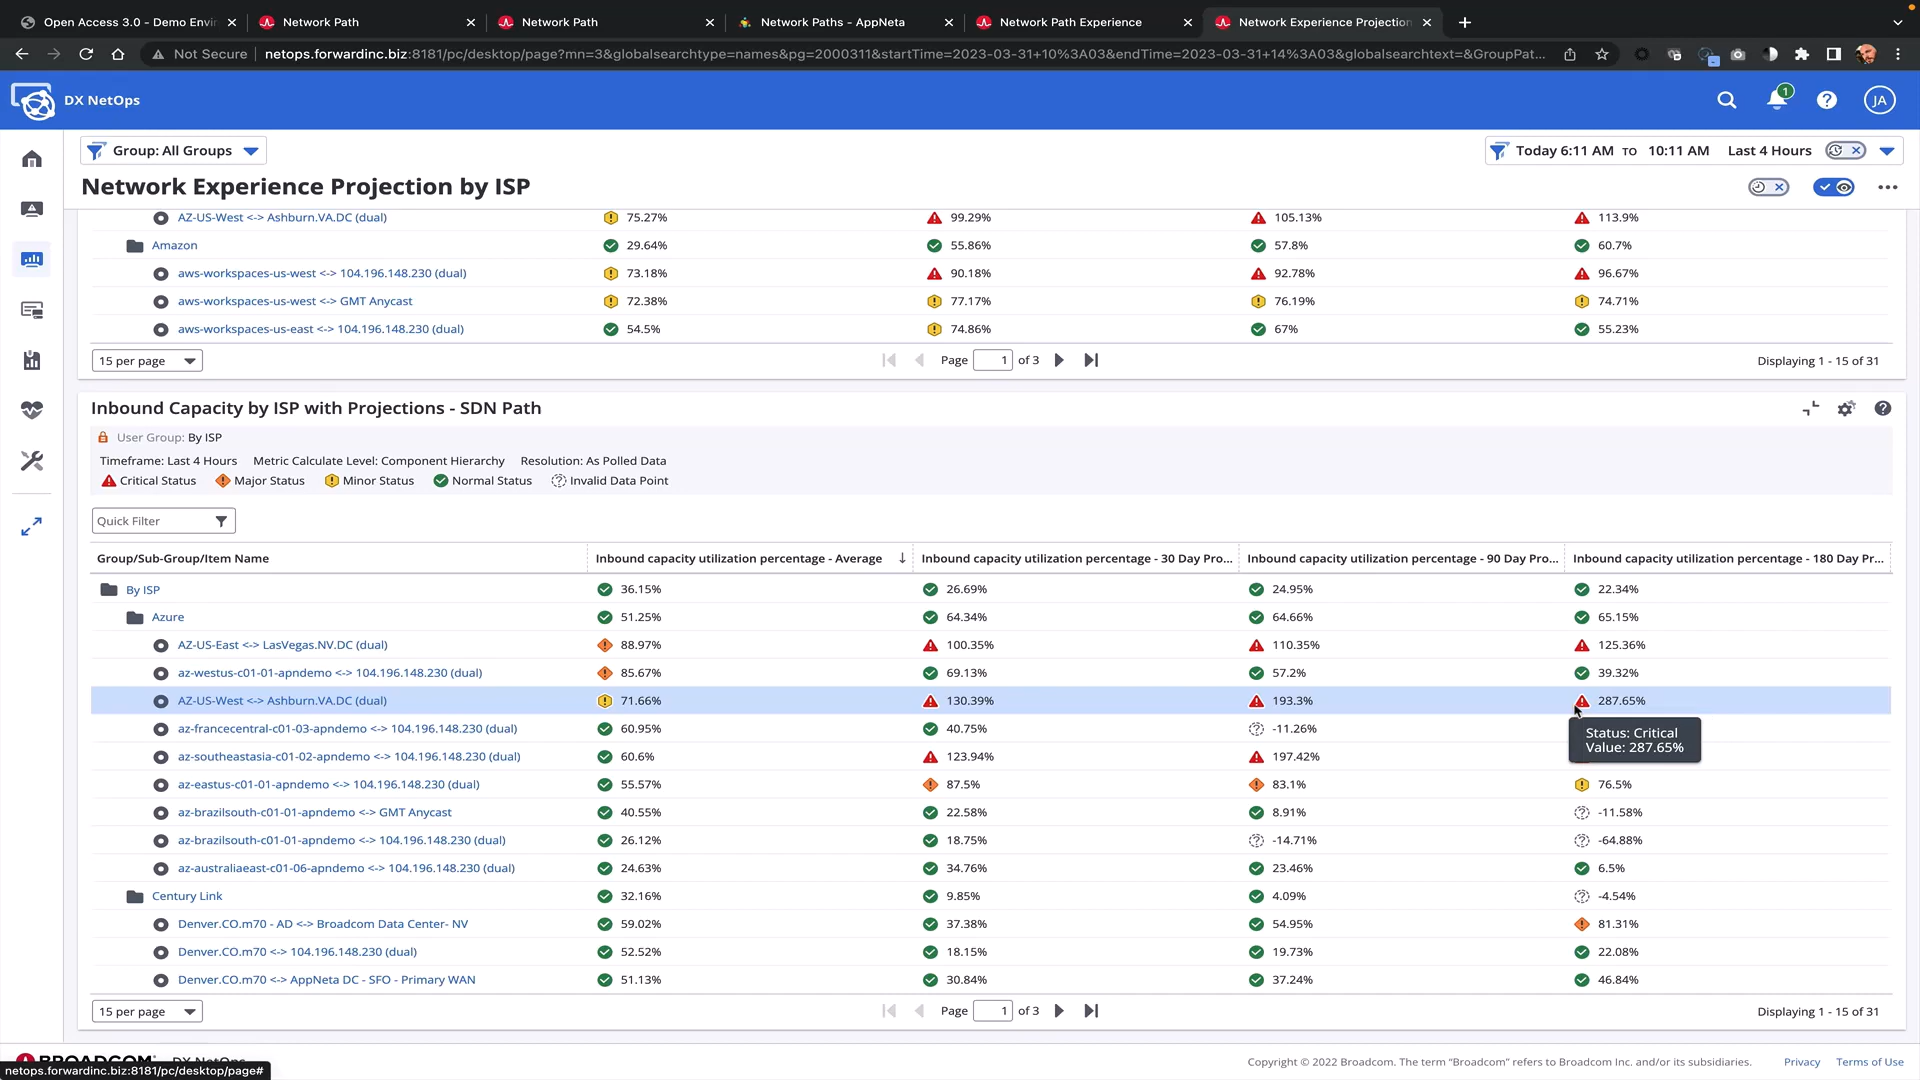 Open Access 3.0 - Demo Envir
Network Path
Network Path
Network Paths - AppNeta
Network Path Experience
Network Experience Projection
Not Secure
netops.forwardinc.biz:8181/pc/desktop/page?mn=3&globalsearchtype=names&pg=2000311&startTime=2023-03-31+10%3A03&endTime=2023-03-31+14%3A03&globalsearchtext=&GroupPat...
DX NetOps
1
JA
Group: All Groups
Today 6:11 AM TO 10:11 AM Last 4 Hours
Network Experience Projection by ISP
AZ-US-West <-> Ashburn.VA.DC (dual) 75.27% 99.29% 105.13% 113.9%
Amazon 29.64% 55.86% 57.8% 60.7%
aws-workspaces-us-west <-> 104.196.148.230 (dual) 73.18% 90.18% 92.78% 96.67%
aws-workspaces-us-west <-> GMT Anycast 72.38% 77.17% 76.19% 74.71%
aws-workspaces-us-east <-> 104.196.148.230 (dual) 54.5% 74.86% 67% 55.23%
15 per page Page 1 of 3 Displaying 1 - 15 of 31
Inbound Capacity by ISP with Projections - SDN Path
User Group: By ISP
Timeframe: Last 4 Hours Metric Calculate Level: Component Hierarchy Resolution: As Polled Data
Critical Status Major Status Minor Status Normal Status Invalid Data Point
Quick Filter
Group/Sub-Group/Item Name Inbound capacity utilization percentage - Average Inbound capacity utilization percentage - 30 Day Pro... Inbound capacity utilization percentage - 90 Day Pro... Inbound capacity utilization percentage - 180 Day Pr...
By ISP 36.15% 26.69% 24.95% 22.34%
Azure 51.25% 64.34% 64.66% 65.15%
AZ-US-East <-> LasVegas.NV.DC (dual) 88.97% 100.35% 110.35% 125.36%
az-westus-c01-01-apndemo <-> 104.196.148.230 (dual) 85.67% 69.13% 57.2% 39.32%
AZ-US-West <-> Ashburn.VA.DC (dual) 71.66% 130.39% 193.3% 287.65%
az-francecentral-c01-03-apndemo <-> 104.196.148.230 (dual) 60.95% 40.75% -11.26%
Status: Critical
Value: 287.65%
az-southeastasia-c01-02-apndemo <-> 104.196.148.230 (dual) 60.6% 123.94% 197.42%
az-eastus-c01-01-apndemo <-> 104.196.148.230 (dual) 55.57% 87.5% 83.1% 76.5%
az-brazilsouth-c01-01-apndemo <-> GMT Anycast 40.55% 22.58% 8.91% -11.58%
az-brazilsouth-c01-01-apndemo <-> 104.196.148.230 (dual) 26.12% 18.75% -14.71% -64.88%
az-australiaeast-c01-06-apndemo <-> 104.196.148.230 (dual) 24.63% 34.76% 23.46% 6.5%
Century Link 32.16% 9.85% 4.09% -4.54%
Denver.CO.m70 - AD <-> Broadcom Data Center- NV 59.02% 37.38% 54.95% 81.31%
Denver.CO.m70 <-> 104.196.148.230 (dual) 52.52% 18.15% 19.73% 22.08%
Denver.CO.m70 <-> AppNeta DC - SFO - Primary WAN 51.13% 30.84% 37.24% 46.84%
15 per page Page 1 of 3 Displaying 1 - 15 of 31
BROADCOM DX NetOps
Copyright © 2022 Broadcom. The term “Broadcom” refers to Broadcom Inc. and/or its subsidiaries. Privacy Terms of Use
netops.forwardinc.biz:8181/pc/desktop/page#